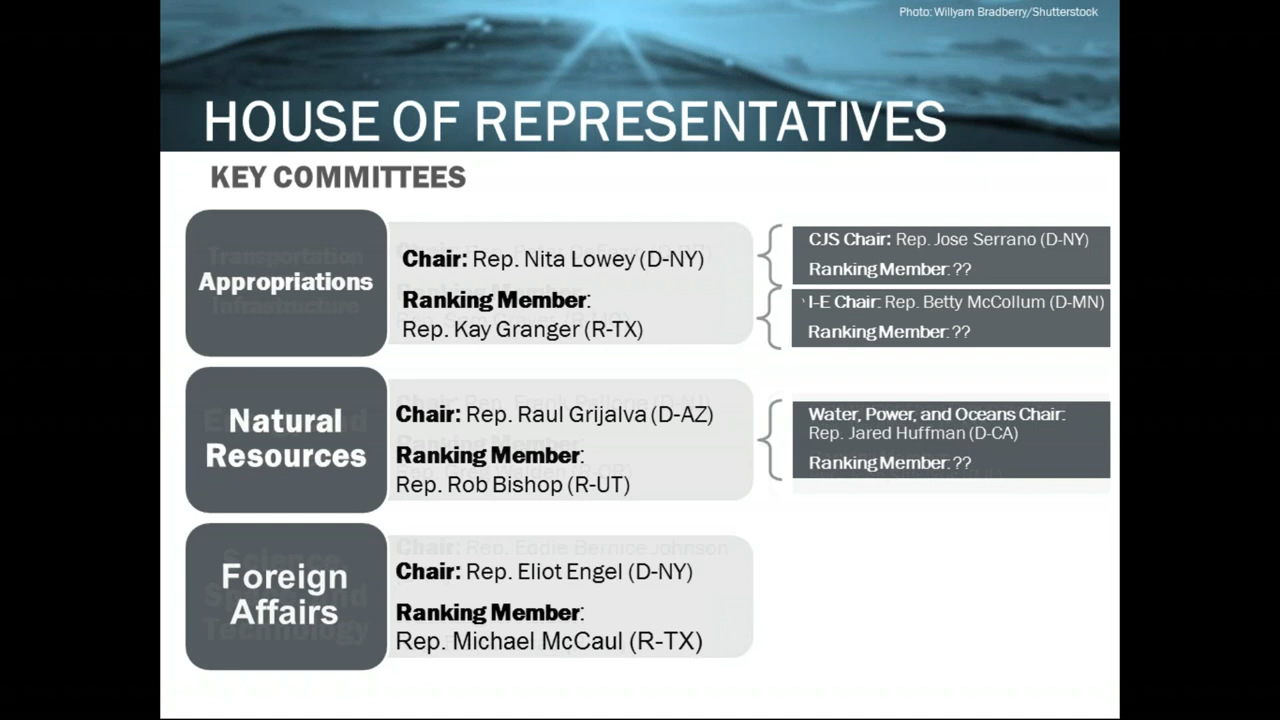 Photo: Willyam Bradberry/Shutterstock
HOUSE OF REPRESENTATIVES
KEY COMMITTEES
Appropriations
Chair: Rep. Nita Lowey (D-NY)
Ranking Member:
Rep. Kay Granger (R-TX)
CJS Chair: Rep. Jose Serrano (D-NY)
Ranking Member: ??
I-E Chair: Rep. Betty McCollum (D-MN)
Ranking Member: ??
Natural
Resources
Chair: Rep. Raul Grijalva (D-AZ)
Ranking Member:
Rep. Rob Bishop (R-UT)
Water, Power, and Oceans Chair:
Rep. Jared Huffman (D-CA)
Ranking Member: ??
Foreign
Affairs
Chair: Rep. Eliot Engel (D-NY)
Ranking Member:
Rep. Michael McCaul (R-TX)